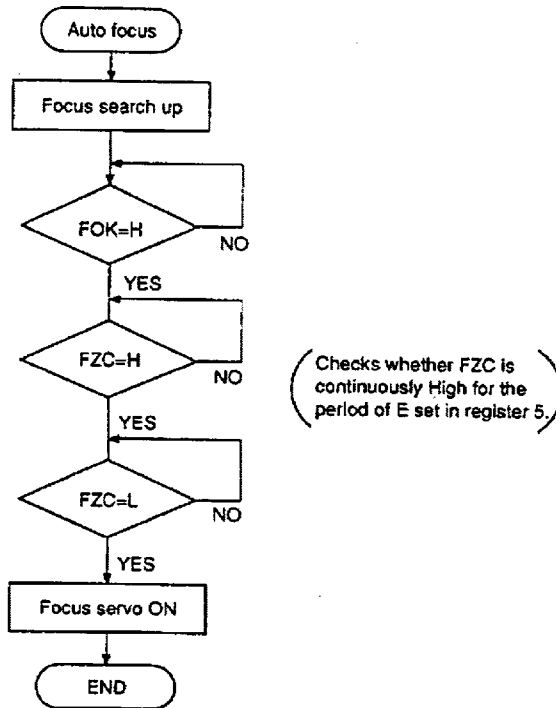 Auto focus
Focus search up
FOK=H
NO
YES
FZC=H
NO
Checks whether FZC is
continuously High for the
period of E set in register 5.
YES
FZC=L
NO
YES
Focus servo ON
END